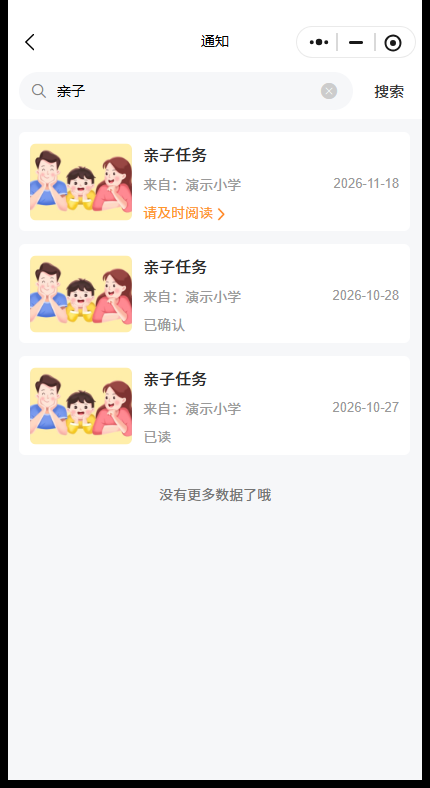 通知
亲子
搜索
亲子任务
来自：演示小学
2026-11-18
请及时阅读
亲子任务
来自：演示小学
2026-10-28
已确认
亲子任务
来自：演示小学
2026-10-27
已读
没有更多数据了哦